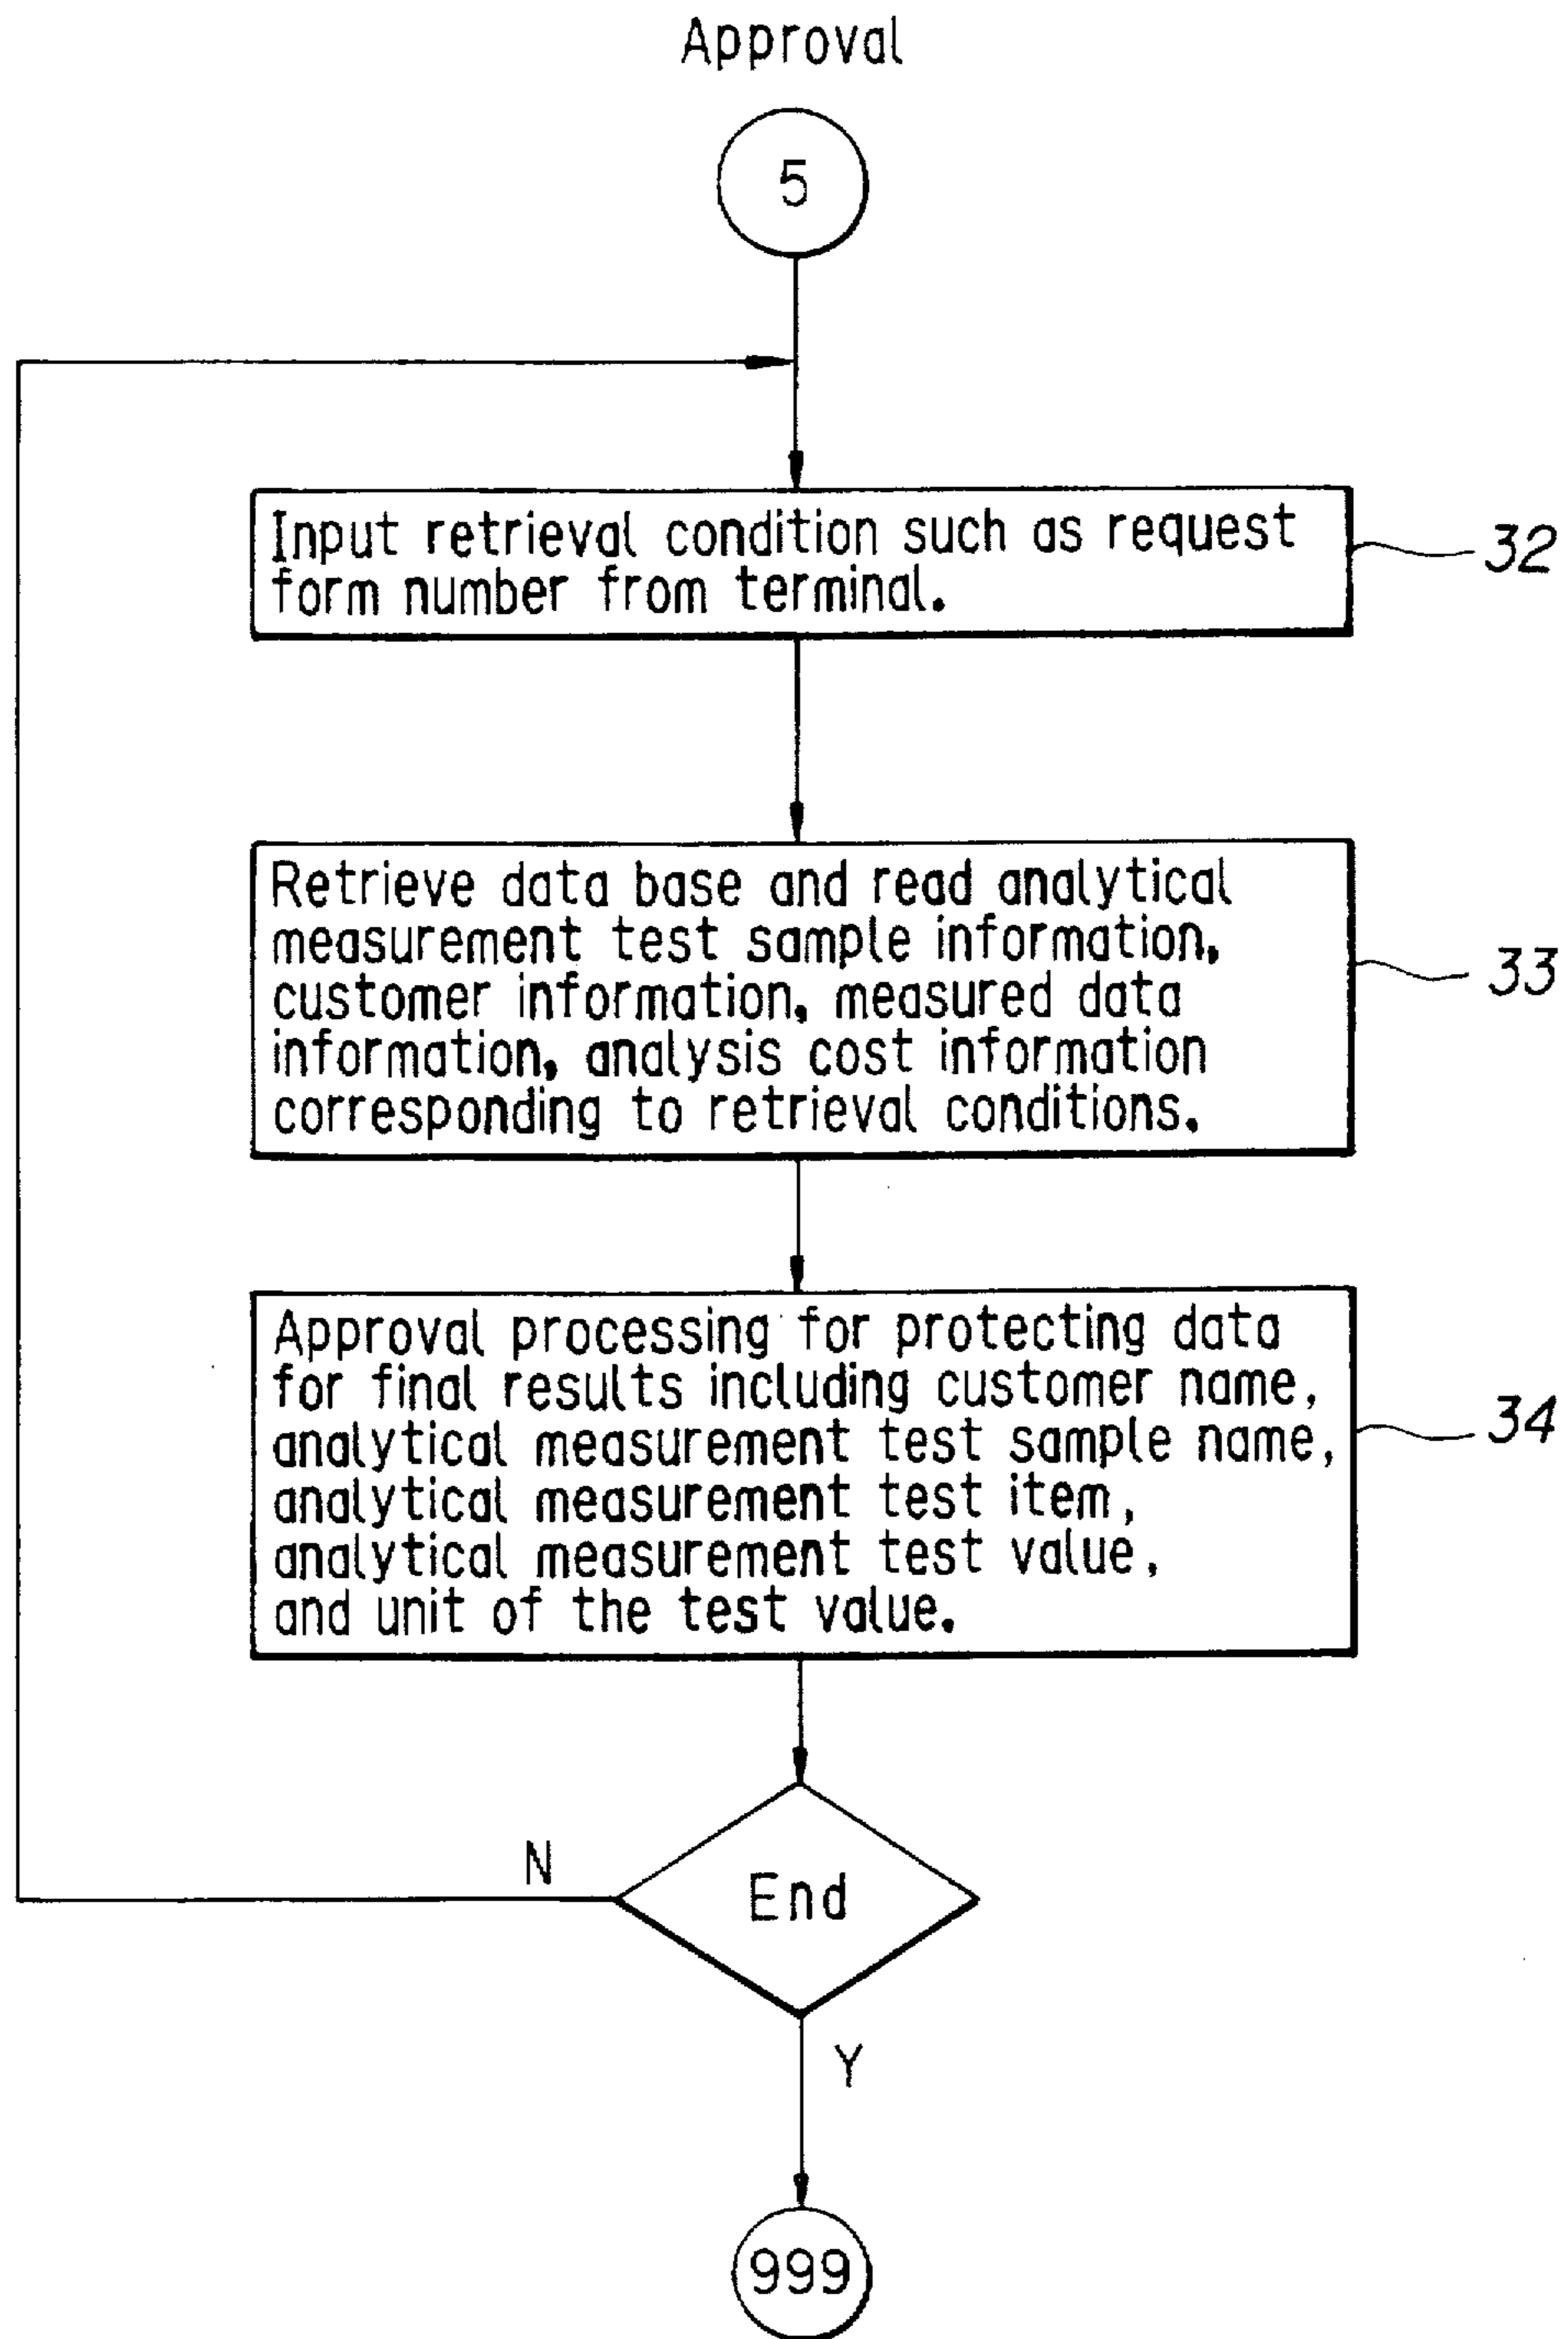 Approval
5
Input retrieval condition such as request
form number from terminal.
32
Retrieve data base and read analytical
measurement test sample information,
customer information, measured data
information, analysis cost information
corresponding to retrieval conditions.
33
Approval processing for protecting data
for final results including customer name,
analytical measurement test sample name,
analytical measurement test item,
analytical measurement test value,
and unit of the test value.
34
N
End
Y
999